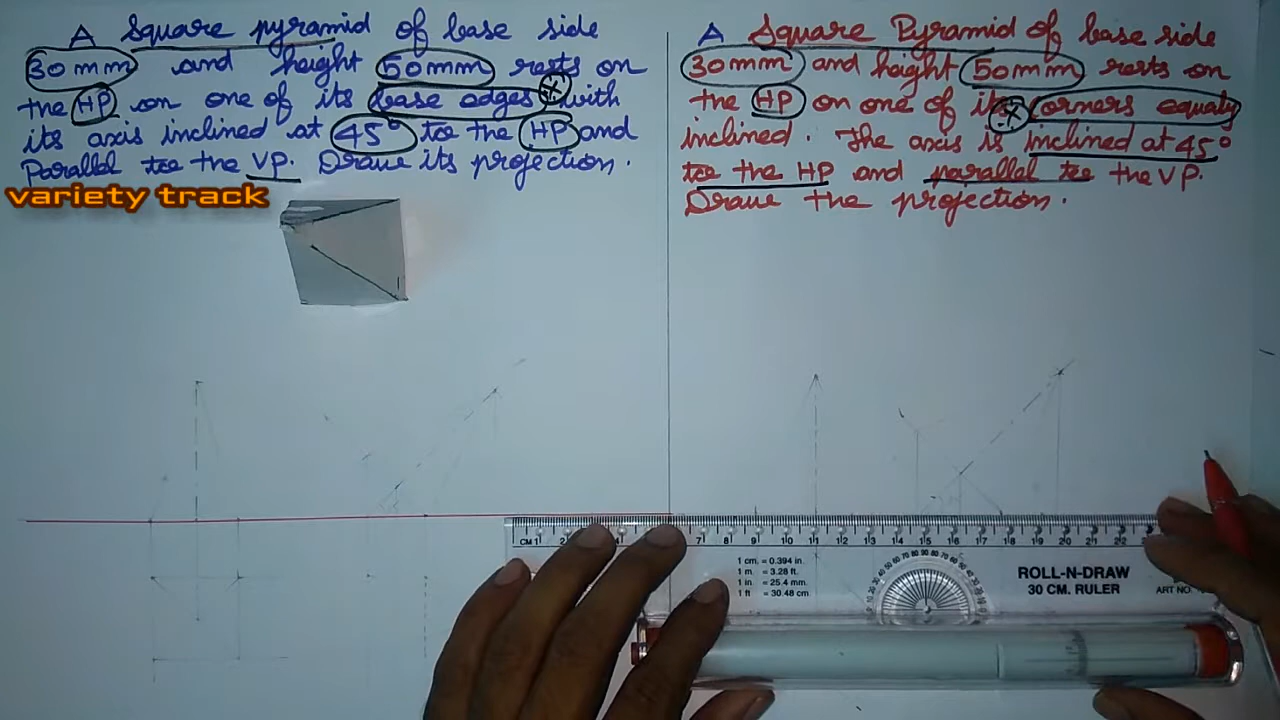 A Square pyramid of base side
30mm and height 50mm rests on
the HP on one of its base edges with
its axis inclined at 45° to the HP and
Parallel to the VP. Draw its projection.
variety track
A Square Pyramid of base side
30mm and height 50mm rests on
the HP on one of its corners equaly
inclined. The axis is inclined at 45°
to the HP and parallel to the VP.
Draw the projection.
CM 1
1 cm. = 0.394 in.
1 m. = 3.28 ft.
1 in = 25.4 mm.
1 ft = 30.48 cm
ROLL-N-DRAW
30 CM. RULER
ART NO.